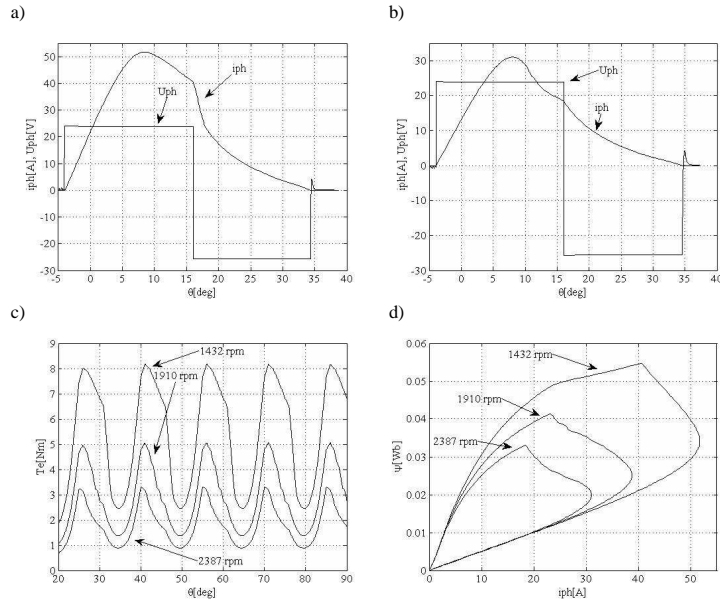 a)
50
40
30
20
10
0
-10
-20
-30
iph[A], Uph[V]
iph
Uph
-5 0 5 10 15 20 25 30 35 40
θ[deg]
b)
40
30
20
10
0
-10
-20
-30
iph[A], Uph[V]
Uph
iph
-5 0 5 10 15 20 25 30 35 40
θ[deg]
c)
9
8
7
6
5
4
3
2
1
0
Te[Nm]
1432 rpm
1910 rpm
2387 rpm
20 30 40 50 60 70 80 90
θ[deg]
d)
0.06
0.05
0.04
0.03
0.02
0.01
0
ψ[Wb]
1432 rpm
1910 rpm
2387 rpm
0 10 20 30 40 50
iph[A]